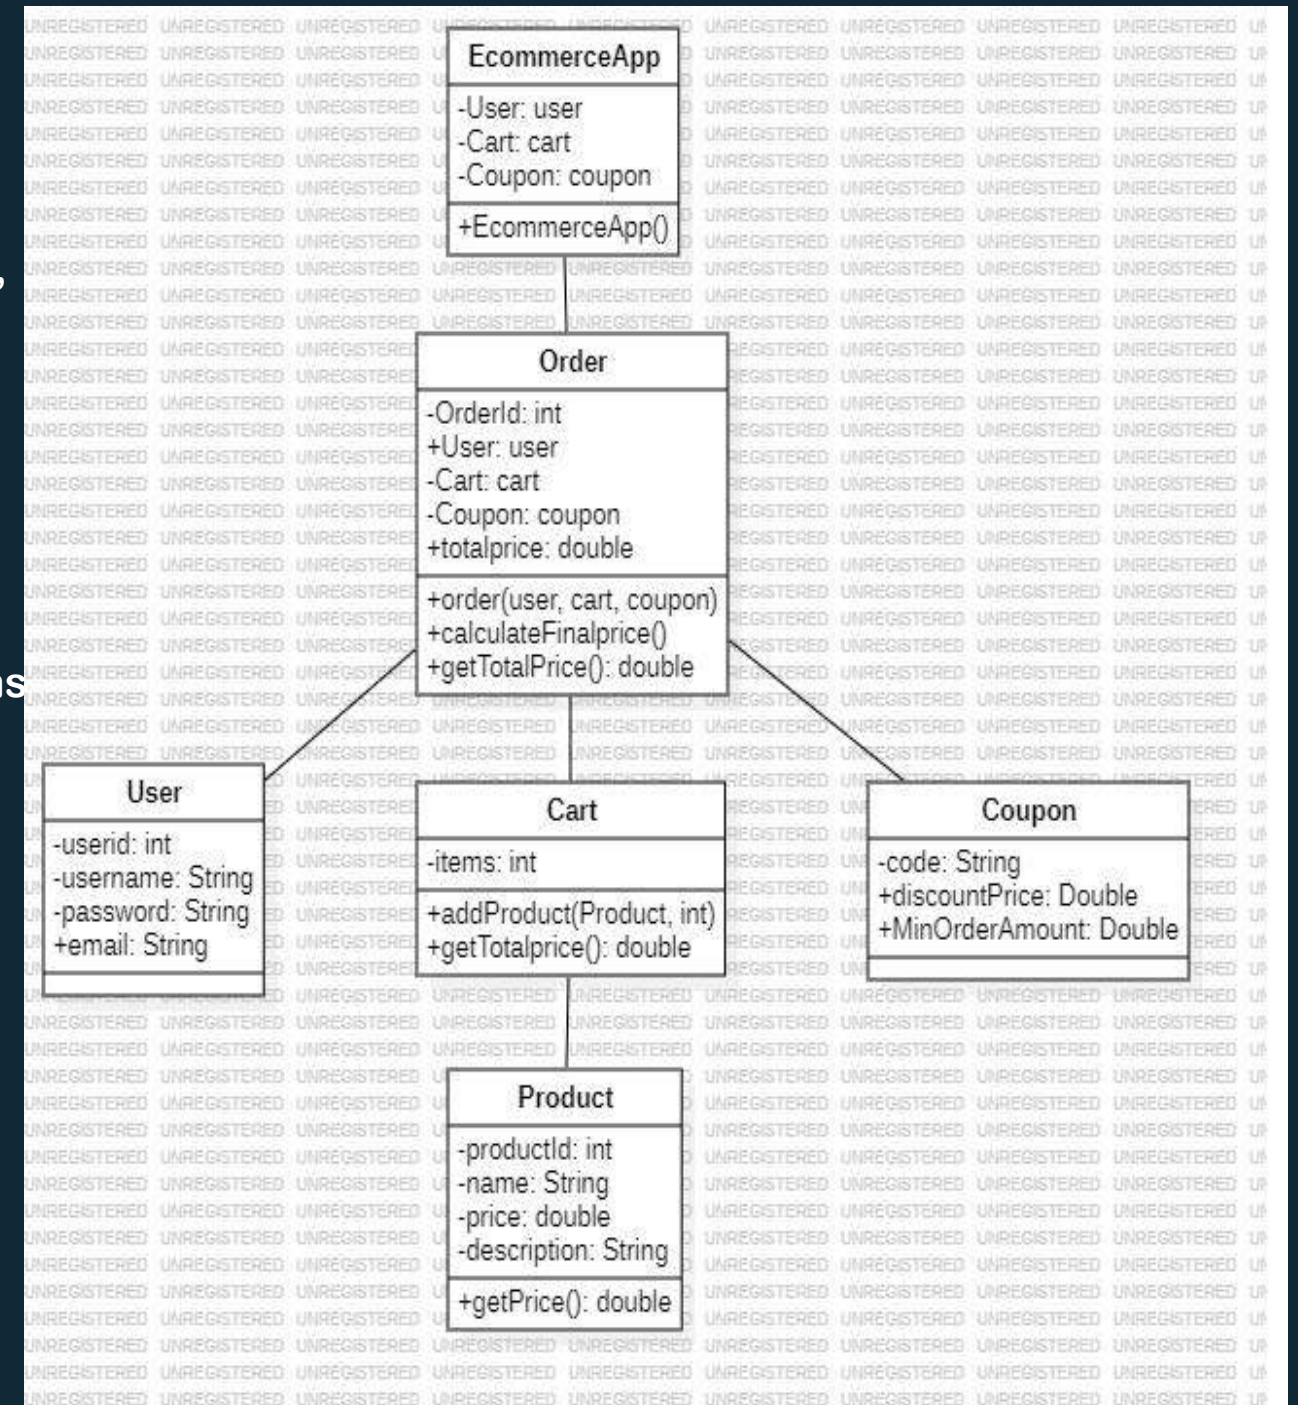 EcommerceApp
-User: user
-Cart: cart
-Coupon: coupon
+EcommerceApp()
Order
-OrderId: int
+User: user
-Cart: cart
-Coupon: coupon
+totalprice: double
+order(user, cart, coupon)
+calculateFinalprice()
+getTotalPrice(): double
User
-userid: int
-username: String
-password: String
+email: String
Cart
-items: int
+addProduct(Product, int)
+getTotalprice(): double
Coupon
-code: String
+discountPrice: Double
+MinOrderAmount: Double
Product
-productId: int
-name: String
-price: double
-description: String
+getPrice(): double
UNREGISTERED